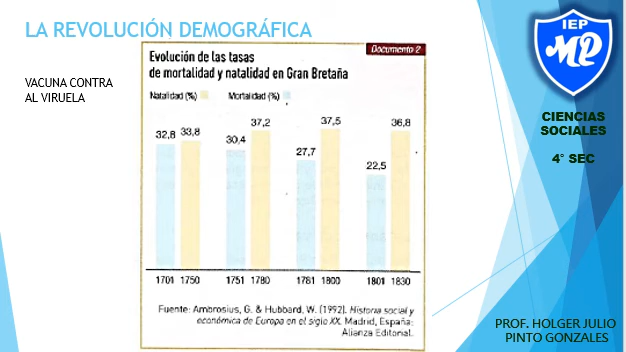 LA REVOLUCIÓN DEMOGRÁFICA
VACUNA CONTRA
AL VIRUELA
Documento 2
Evolución de las tasas
de mortalidad y natalidad en Gran Bretaña
Natalidad (%) Mortalidad (%)
32,8 33,8 30,4 37,2 27,7 37,5 22,5 36,8
1701 1750 1751 1780 1781 1800 1801 1830
Fuente: Ambrosius, G. & Hubbard, W. (1992). Historia social y
económica de Europa en el siglo XX. Madrid, España:
Alianza Editorial.
IEP
MP
CIENCIAS
SOCIALES
4° SEC
PROF. HOLGER JULIO
PINTO GONZALES